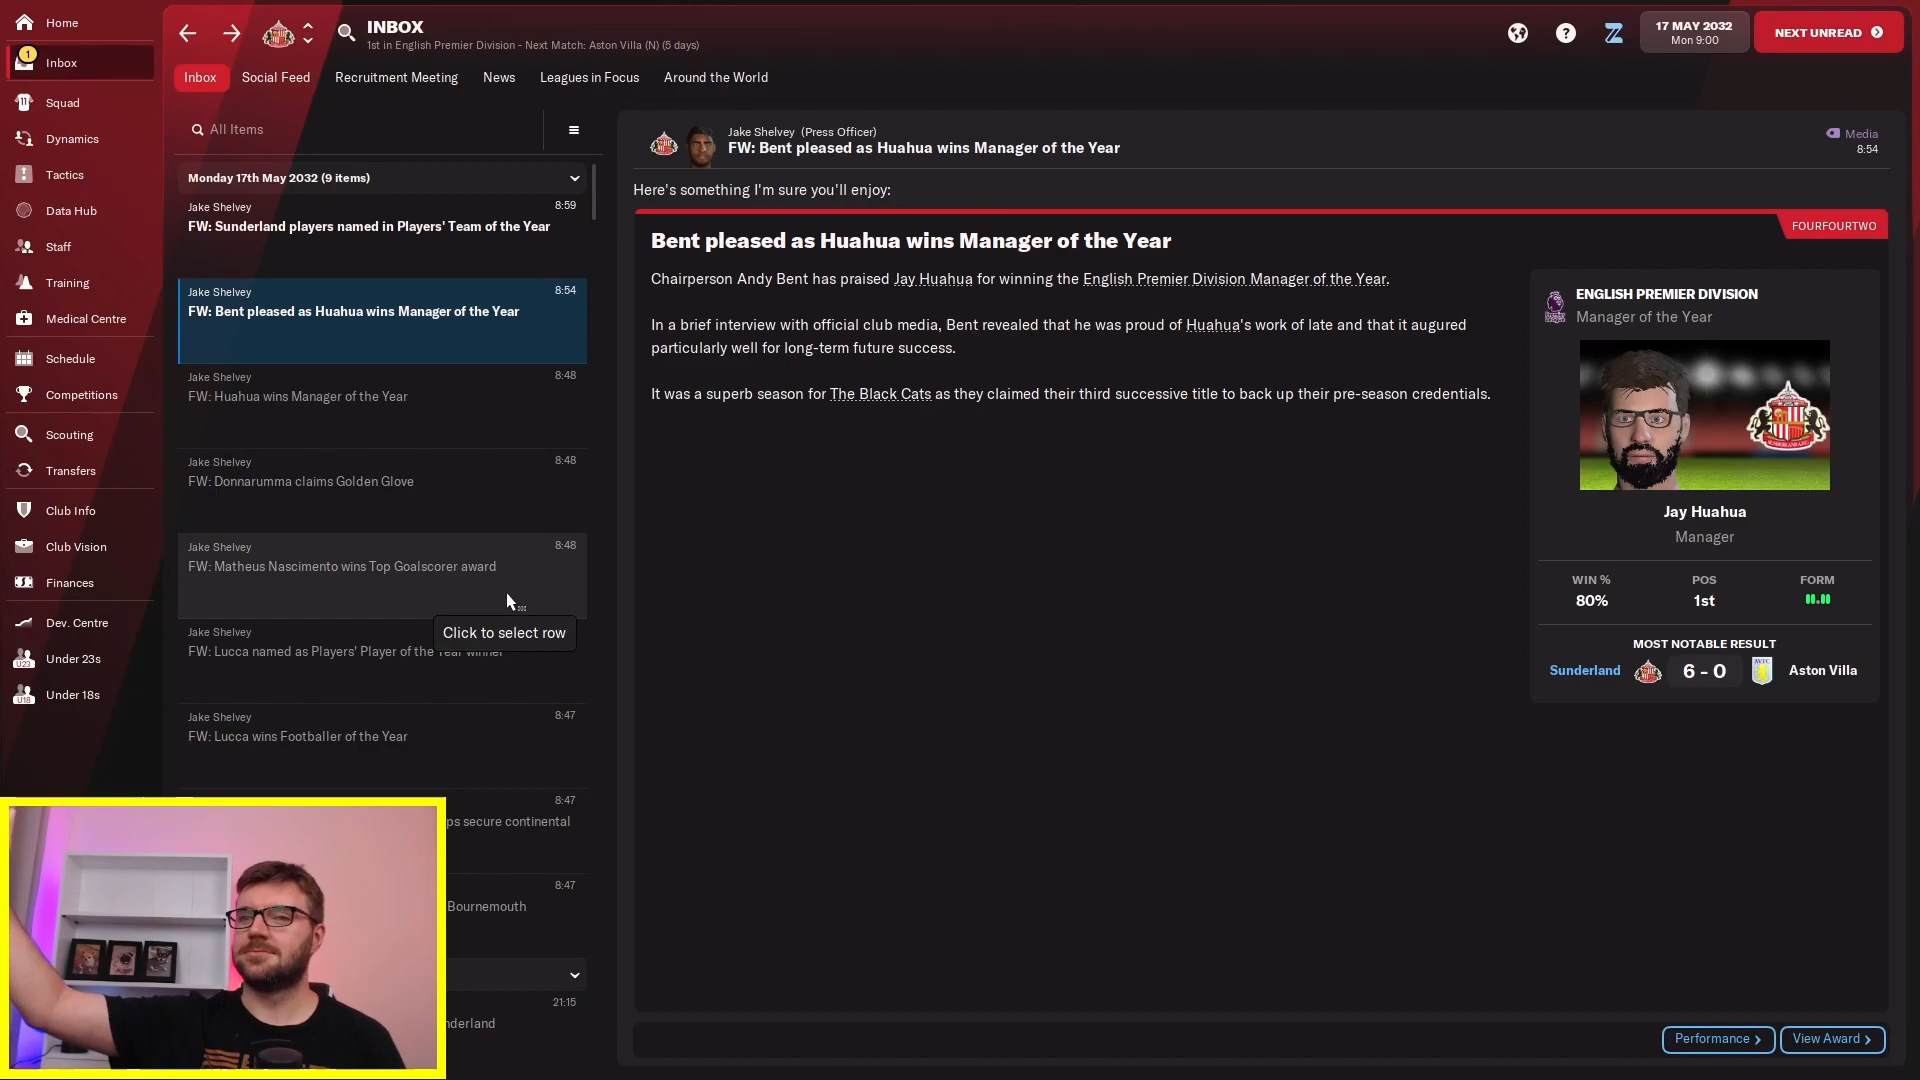 Home
1
Inbox
Squad
Dynamics
Tactics
Data Hub
Staff
Training
Medical Centre
Schedule
Competitions
Scouting
Transfers
Club Info
Club Vision
Finances
Dev. Centre
U23
Under 23s
U18
Under 18s
INBOX
1st in English Premier Division - Next Match: Aston Villa (N) (5 days)
?
17 MAY 2032
Mon 9:00
NEXT UNREAD
Inbox
Social Feed
Recruitment Meeting
News
Leagues in Focus
Around the World
All Items
Monday 17th May 2032 (9 items)
Jake Shelvey 8:59
FW: Sunderland players named in Players' Team of the Year
Jake Shelvey 8:54
FW: Bent pleased as Huahua wins Manager of the Year
Jake Shelvey 8:48
FW: Huahua wins Manager of the Year
Jake Shelvey 8:48
FW: Donnarumma claims Golden Glove
Jake Shelvey 8:48
FW: Matheus Nascimento wins Top Goalscorer award
Click to select row
Jake Shelvey
FW: Lucca named as Players' Player of the Year winner
Jake Shelvey 8:47
FW: Lucca wins Footballer of the Year
8:47
ps secure continental
8:47
Bournemouth
21:15
nderland
Jake Shelvey (Press Officer)
FW: Bent pleased as Huahua wins Manager of the Year
Media
8:54
Here's something I'm sure you'll enjoy:
FOURFOURTWO
Bent pleased as Huahua wins Manager of the Year
Chairperson Andy Bent has praised Jay Huahua for winning the English Premier Division Manager of the Year.
In a brief interview with official club media, Bent revealed that he was proud of Huahua's work of late and that it augured
particularly well for long-term future success.
It was a superb season for The Black Cats as they claimed their third successive title to back up their pre-season credentials.
ENGLISH PREMIER DIVISION
Manager of the Year
Jay Huahua
Manager
WIN % POS FORM
80% 1st
MOST NOTABLE RESULT
Sunderland 6 - 0 Aston Villa
Performance
View Award